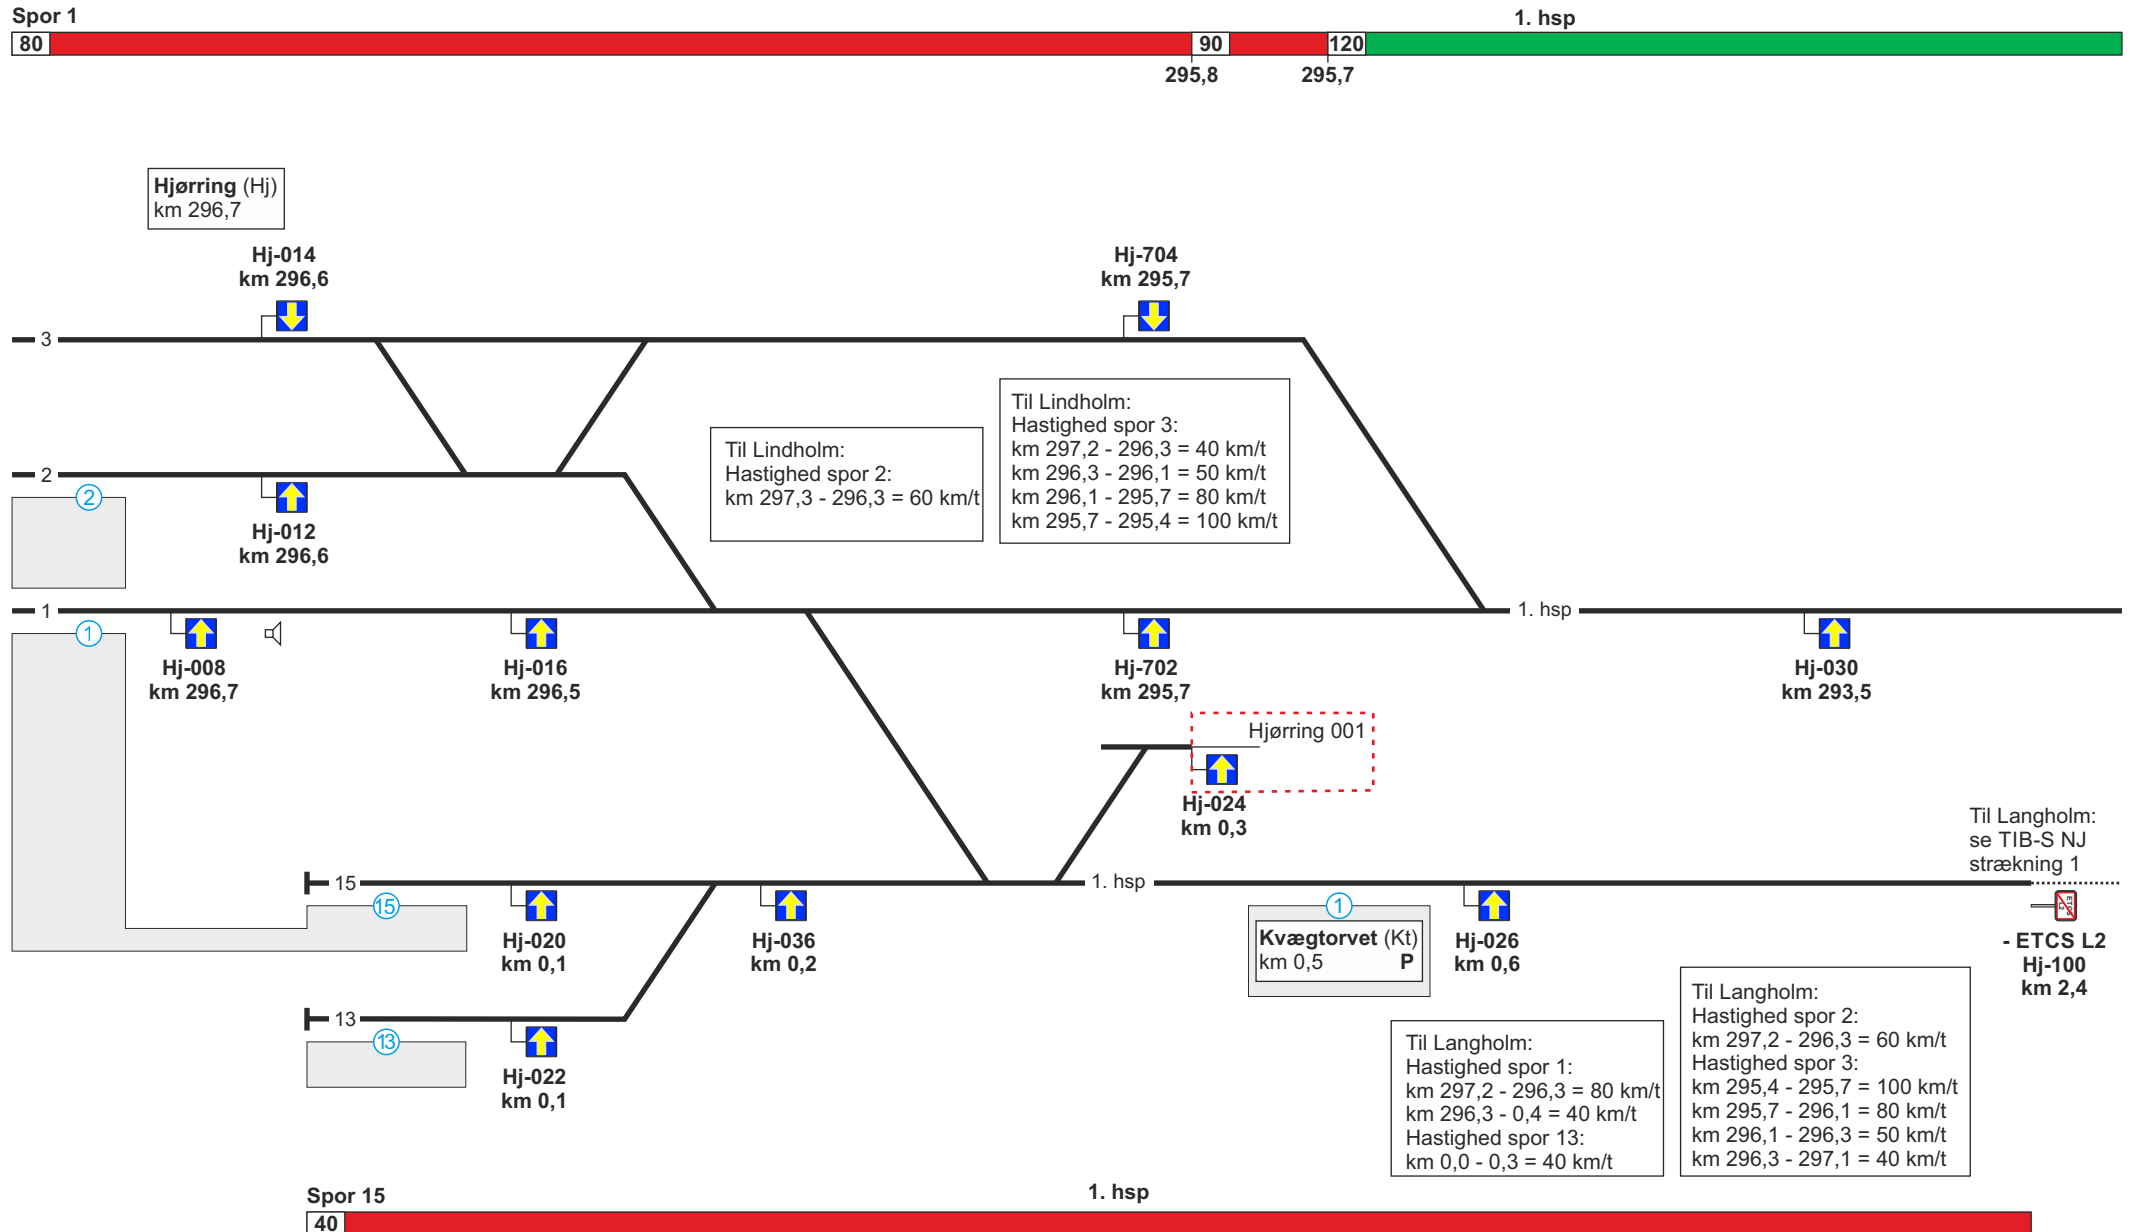 Spor 1
1. hsp
80
90
120
295,8
295,7
Hjørring (Hj)
km 296,7
Hj-014
km 296,6
Hj-704
km 295,7
3
Til Lindholm:
Hastighed spor 3:
km 297,2 - 296,3 = 40 km/t
km 296,3 - 296,1 = 50 km/t
km 296,1 - 295,7 = 80 km/t
km 295,7 - 295,4 = 100 km/t
Til Lindholm:
Hastighed spor 2:
km 297,3 - 296,3 = 60 km/t
2
2
Hj-012
km 296,6
1
1. hsp
1
Hj-008
km 296,7
Hj-016
km 296,5
Hj-702
km 295,7
Hj-030
km 293,5
Hjørring 001
Hj-024
km 0,3
Til Langholm:
se TIB-S NJ
strækning 1
15
1. hsp
15
1
ETCS
L2
Hj-020
km 0,1
Hj-036
km 0,2
Kvægtorvet (Kt)
km 0,5 P
Hj-026
km 0,6
- ETCS L2
Hj-100
km 2,4
13
13
Hj-022
km 0,1
Til Langholm:
Hastighed spor 1:
km 297,2 - 296,3 = 80 km/t
km 296,3 - 0,4 = 40 km/t
Hastighed spor 13:
km 0,0 - 0,3 = 40 km/t
Til Langholm:
Hastighed spor 2:
km 297,2 - 296,3 = 60 km/t
Hastighed spor 3:
km 295,4 - 295,7 = 100 km/t
km 295,7 - 296,1 = 80 km/t
km 296,1 - 296,3 = 50 km/t
km 296,3 - 297,1 = 40 km/t
Spor 15
1. hsp
40